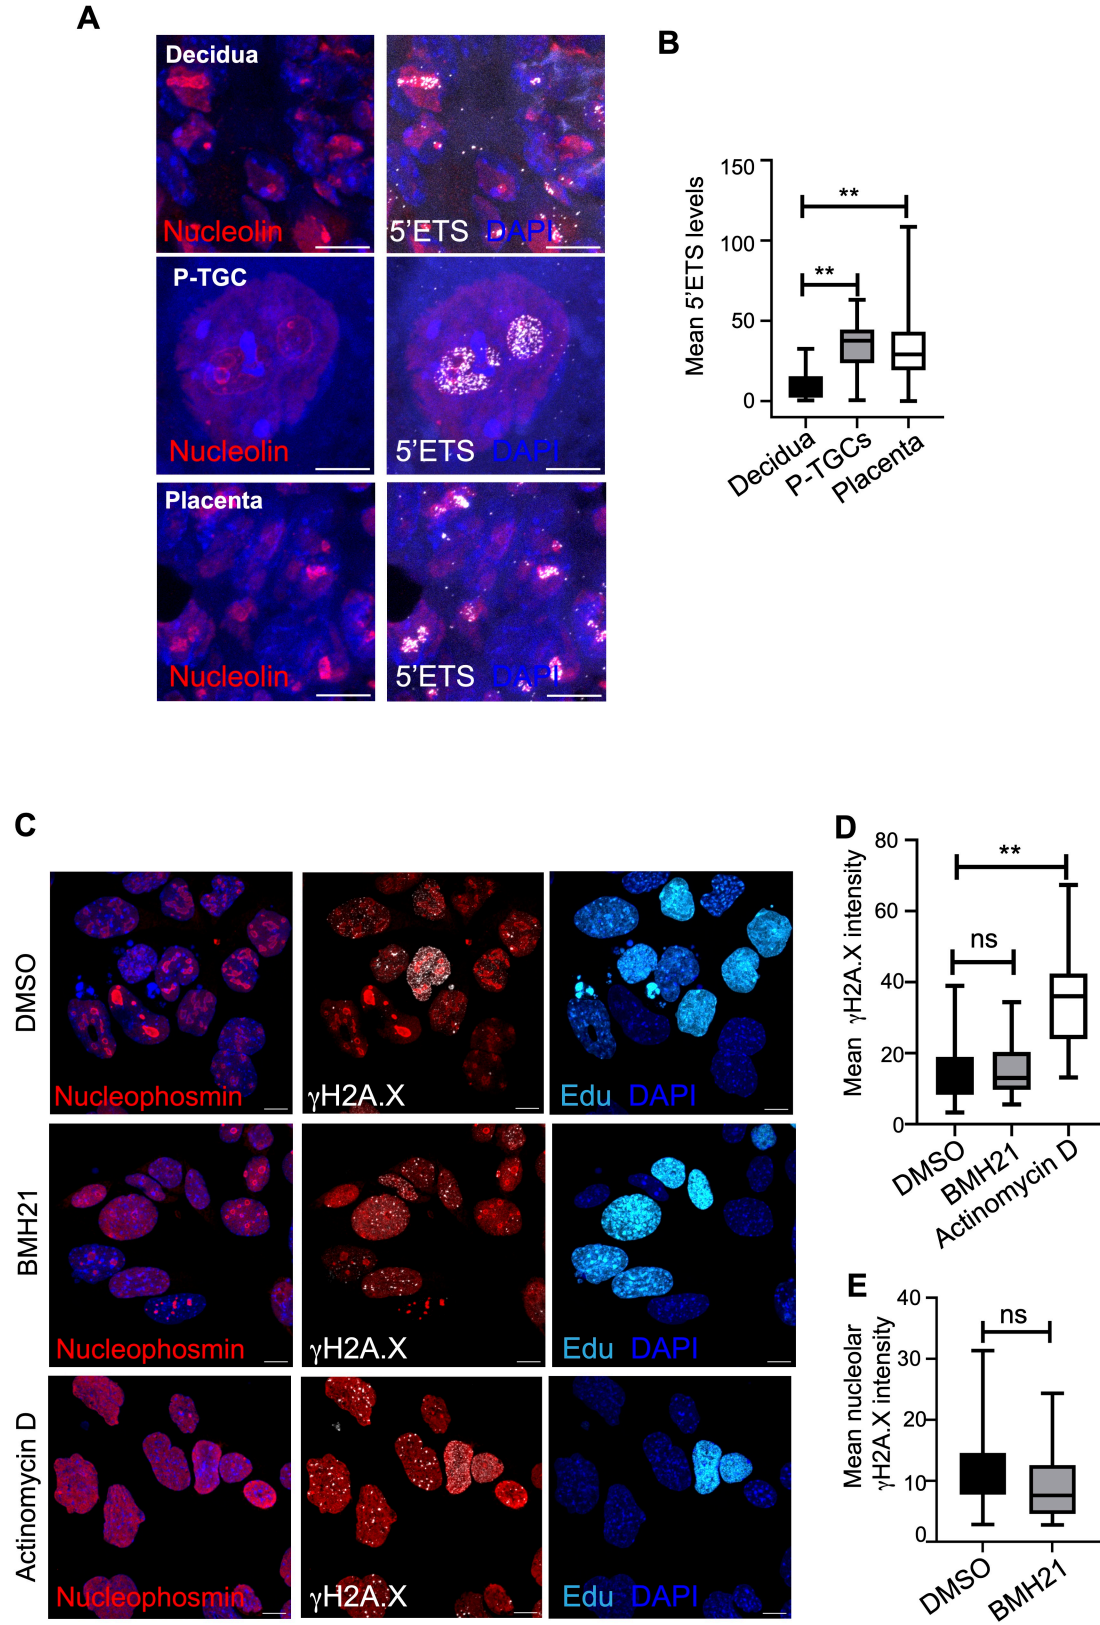 A
Decidua
Nucleolin
5’ETS DAPI
P-TGC
Nucleolin
5’ETS DAPI
Placenta
Nucleolin
5’ETS DAPI
B
Mean 5’ETS levels
150
100
50
0
**
**
Decidua
P-TGCs
Placenta
C
DMSO
Nucleophosmin
γH2A.X
Edu DAPI
BMH21
Nucleophosmin
γH2A.X
Edu DAPI
Actinomycin D
Nucleophosmin
γH2A.X
Edu DAPI
D
Mean γH2A.X intensity
80
60
40
20
0
**
ns
DMSO
BMH21
Actinomycin D
E
Mean nucleolar
γH2A.X intensity
40
30
20
10
0
ns
DMSO
BMH21